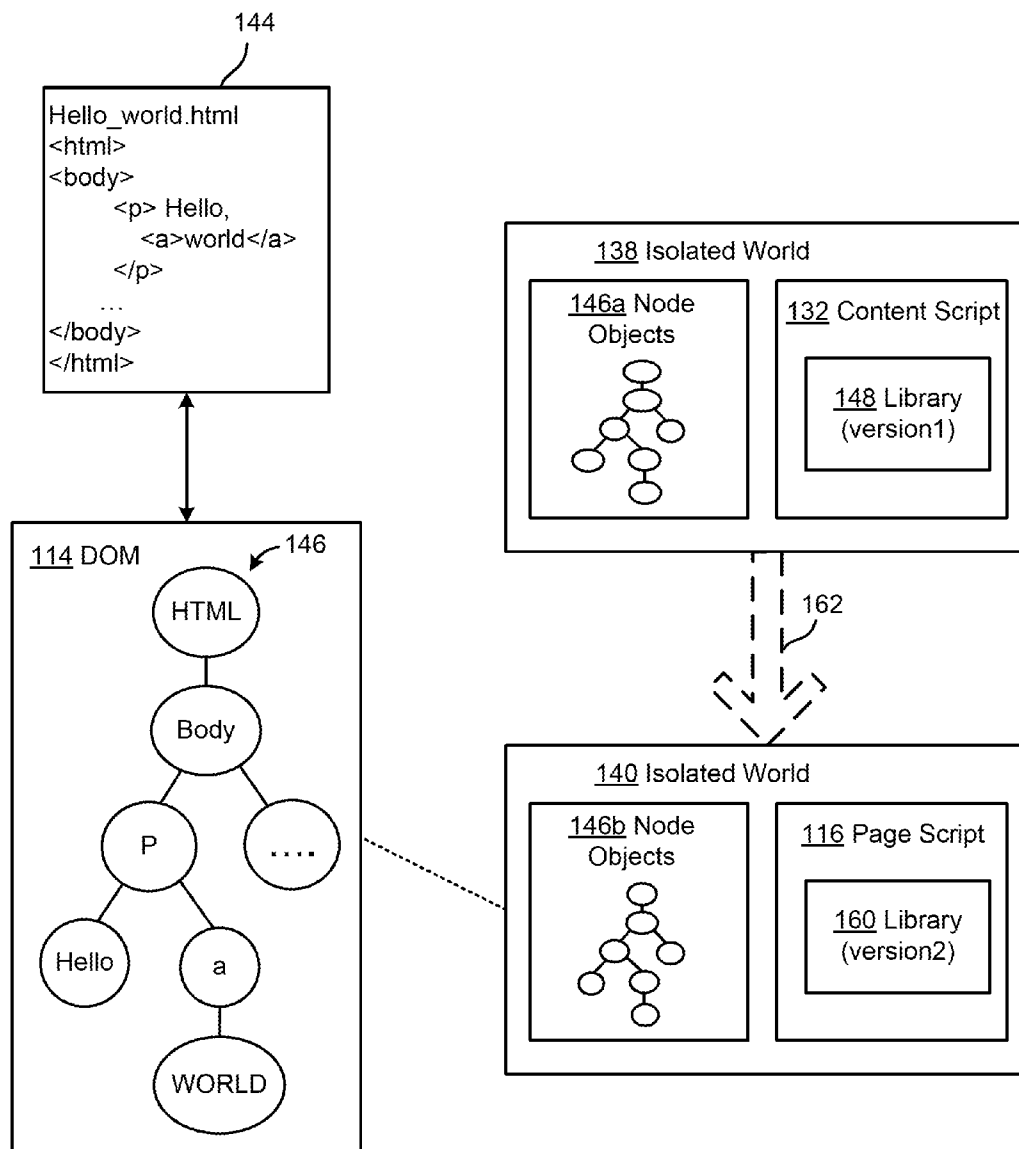 144
Hello_world.html
<html>
<body>
<p> Hello,
<a>world</a>
</p>
...
</body>
</html>
138 Isolated World
146a Node
Objects
132 Content Script
148 Library
(version1)
162
114 DOM
146
HTML
Body
P
.....
Hello
a
WORLD
140 Isolated World
146b Node
Objects
116 Page Script
160 Library
(version2)